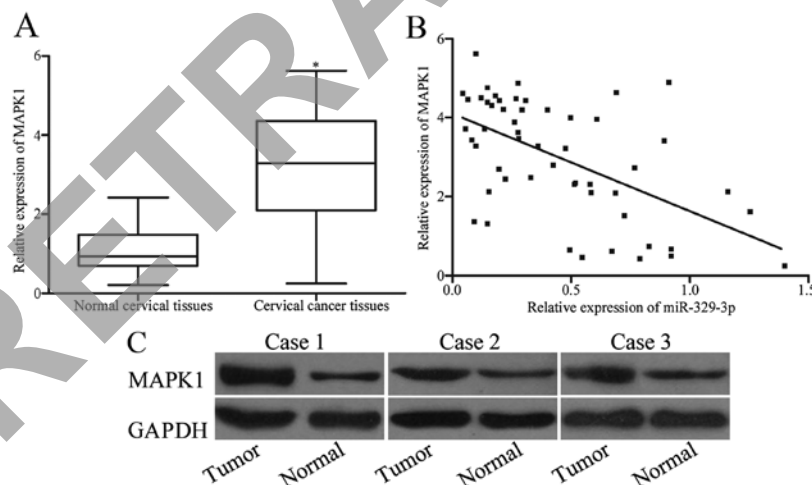 A
B
Relative expression of MAPK1
6
4
2
0
*
Normal cervical tissues
Cervical cancer tissues
Relative expression of MAPK1
6
4
2
0
0.0
0.5
1.0
1.5
Relative expression of miR-329-3p
C
Case 1
Case 2
Case 3
MAPK1
GAPDH
Tumor
Normal
Tumor
Normal
Tumor
Normal
RETRA